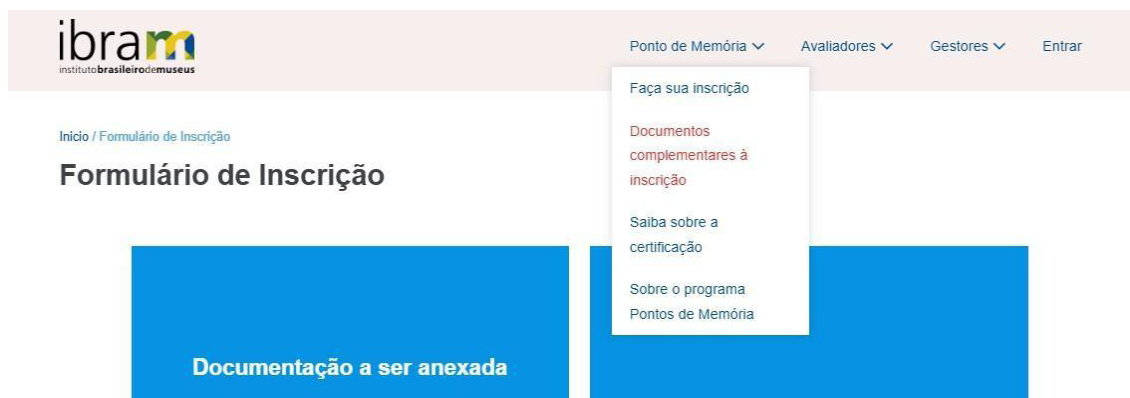 ibram
institutobrasileirodemuseus
Ponto de Memória
Avaliadores
Gestores
Entrar
Faça sua inscrição
Documentos
complementares à
inscrição
Saiba sobre a
certificação
Sobre o programa
Pontos de Memória
Início / Formulário de Inscrição
Formulário de Inscrição
Documentação a ser anexada